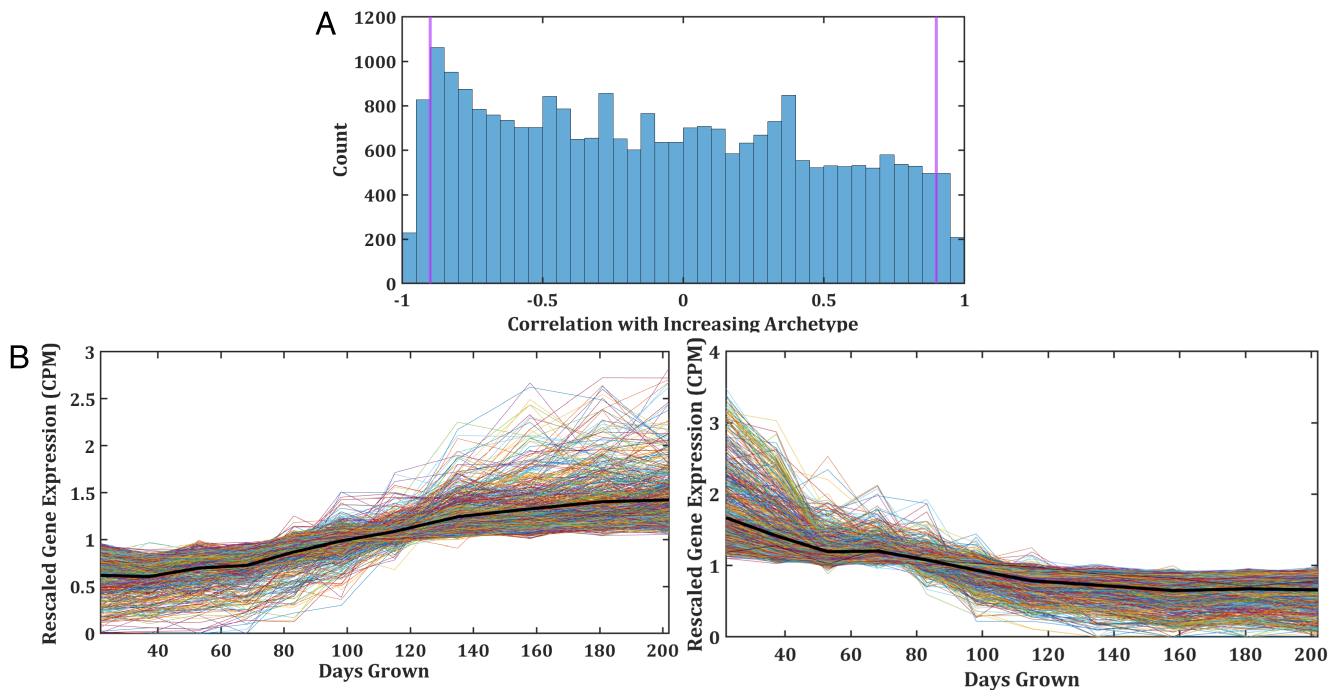 A
1200
1000
800
600
400
200
0
Count
-1 -0.5 0 0.5 1
Correlation with Increasing Archetype
B
3
2.5
2
1.5
1
0.5
0
Rescaled Gene Expression (CPM)
40 60 80 100 120 140 160 180 200
Days Grown
4
3
2
1
0
Rescaled Gene Expression (CPM)
40 60 80 100 120 140 160 180 200
Days Grown